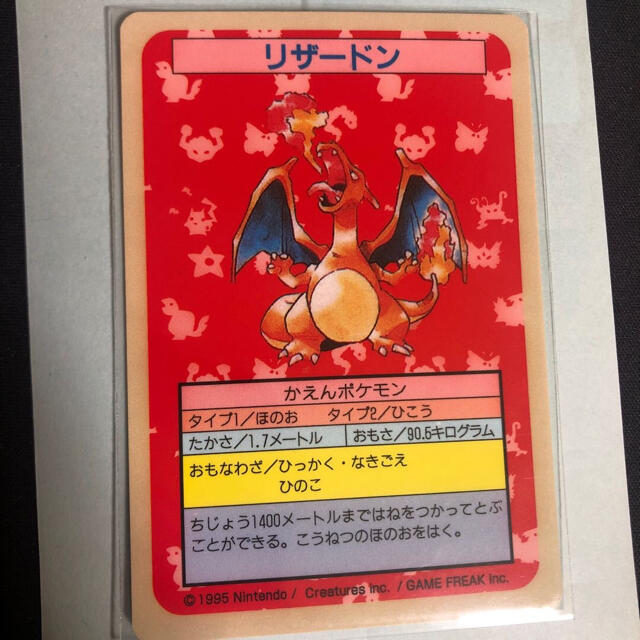 リザードン
かえんポケモン
タイプ1/ほのお　タイプ2/ひこう
たかさ/1.7メートル　おもさ/90.5キログラム
おもなわざ/ひっかく・なきごえ
ひのこ
ちじょう1400メートルまではねをつかってとぶ
ことができる。こうねつのほのおをはく。
©1995 Nintendo / Creatures inc. / GAME FREAK inc.